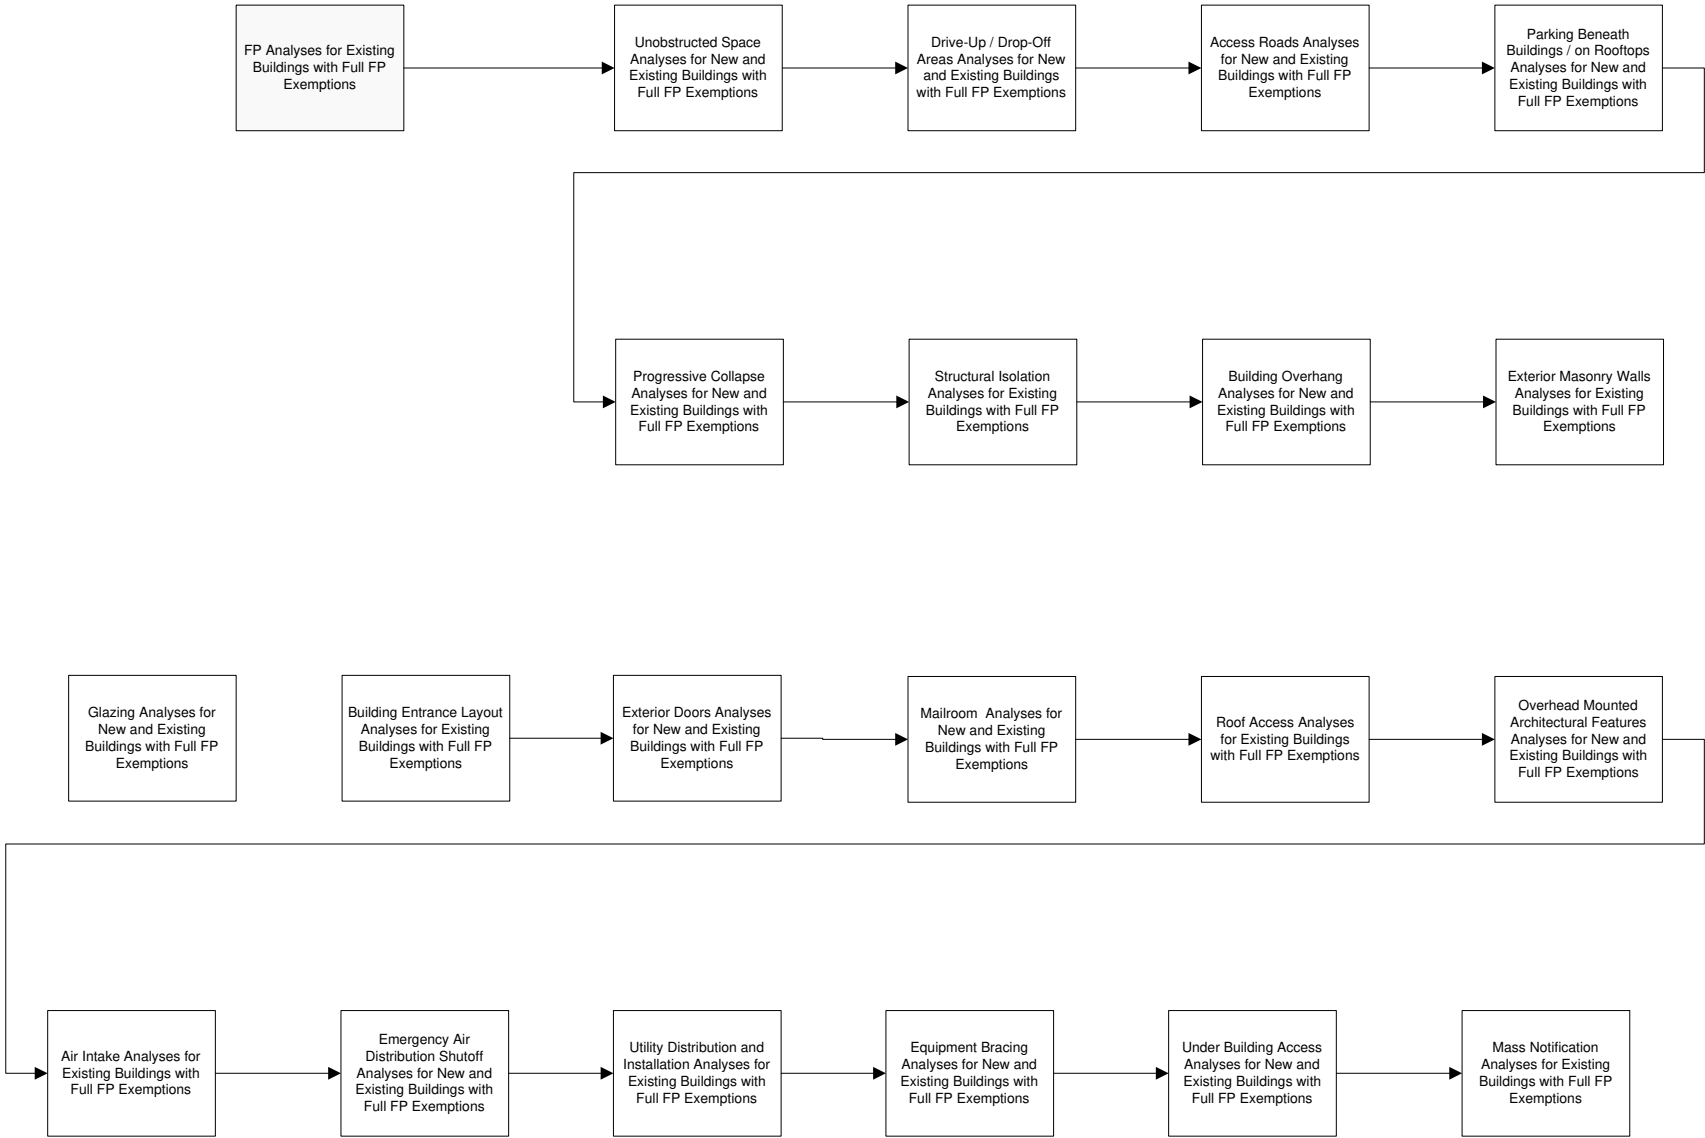 FP Analyses for Existing
Buildings with Full FP
Exemptions
Unobstructed Space
Analyses for New and
Existing Buildings with
Full FP Exemptions
Drive-Up / Drop-Off
Areas Analyses for New
and Existing Buildings
with Full FP Exemptions
Access Roads Analyses
for New and Existing
Buildings with Full FP
Exemptions
Parking Beneath
Buildings / on Rooftops
Analyses for New and
Existing Buildings with
Full FP Exemptions
Progressive Collapse
Analyses for New and
Existing Buildings with
Full FP Exemptions
Structural Isolation
Analyses for Existing
Buildings with Full FP
Exemptions
Building Overhang
Analyses for New and
Existing Buildings with
Full FP Exemptions
Exterior Masonry Walls
Analyses for Existing
Buildings with Full FP
Exemptions
Glazing Analyses for
New and Existing
Buildings with Full FP
Exemptions
Building Entrance Layout
Analyses for Existing
Buildings with Full FP
Exemptions
Exterior Doors Analyses
for New and Existing
Buildings with Full FP
Exemptions
Mailroom  Analyses for
New and Existing
Buildings with Full FP
Exemptions
Roof Access Analyses
for Existing Buildings
with Full FP Exemptions
Overhead Mounted
Architectural Features
Analyses for New and
Existing Buildings with
Full FP Exemptions
Air Intake Analyses for
Existing Buildings with
Full FP Exemptions
Emergency Air
Distribution Shutoff
Analyses for New and
Existing Buildings with
Full FP Exemptions
Utility Distribution and
Installation Analyses for
Existing Buildings with
Full FP Exemptions
Equipment Bracing
Analyses for New and
Existing Buildings with
Full FP Exemptions
Under Building Access
Analyses for New and
Existing Buildings with
Full FP Exemptions
Mass Notification
Analyses for Existing
Buildings with Full FP
Exemptions